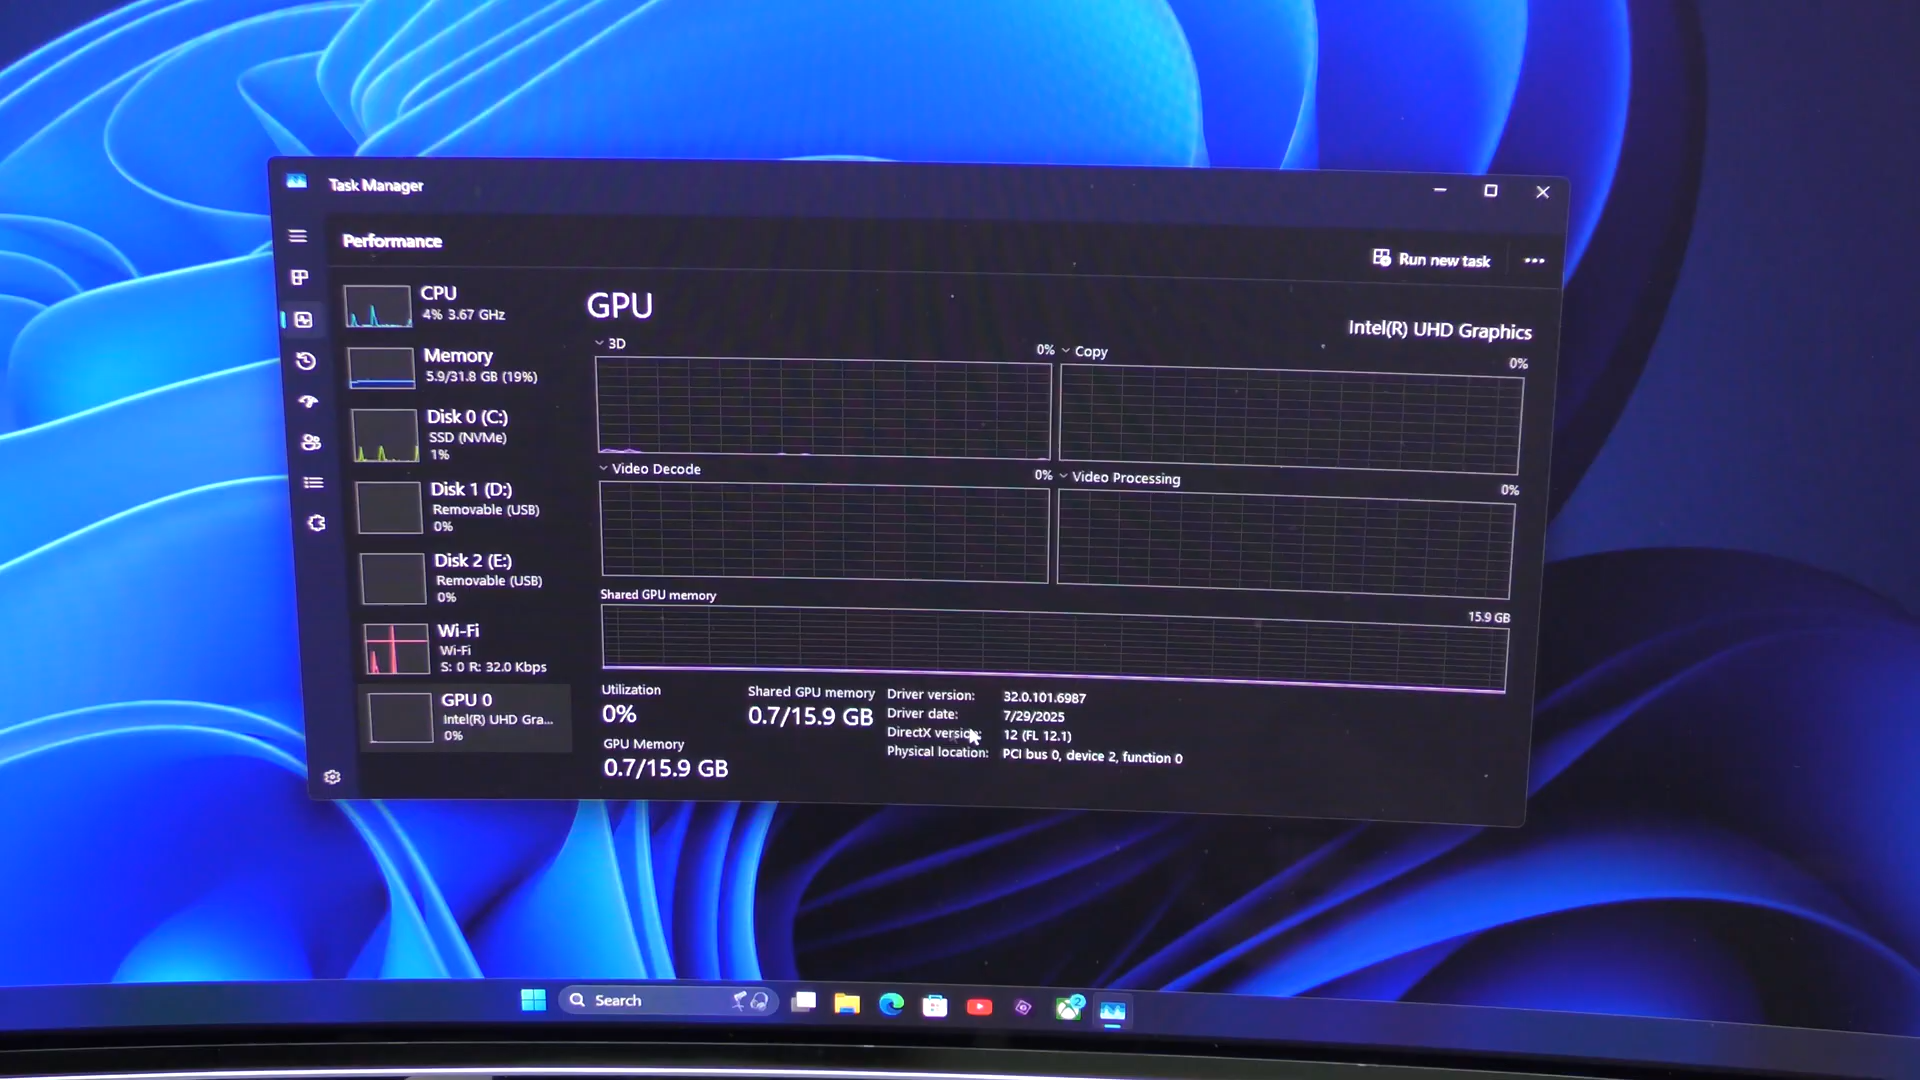 Task Manager
Performance
Run new task
CPU
4% 3.67 GHz
Memory
5.9/31.8 GB (19%)
Disk 0 (C:)
SSD (NVMe)
1%
Disk 1 (D:)
Removable (USB)
0%
Disk 2 (E:)
Removable (USB)
0%
Wi-Fi
Wi-Fi
S: 0 R: 32.0 Kbps
GPU 0
Intel(R) UHD Gra...
0%
GPU
Intel(R) UHD Graphics
3D 0%
Copy 0%
Video Decode 0%
Video Processing 0%
Shared GPU memory 15.9 GB
Utilization
0%
Shared GPU memory
0.7/15.9 GB
GPU Memory
0.7/15.9 GB
Driver version: 32.0.101.6987
Driver date: 7/29/2025
DirectX version: 12 (FL 12.1)
Physical location: PCI bus 0, device 2, function 0
Search
2